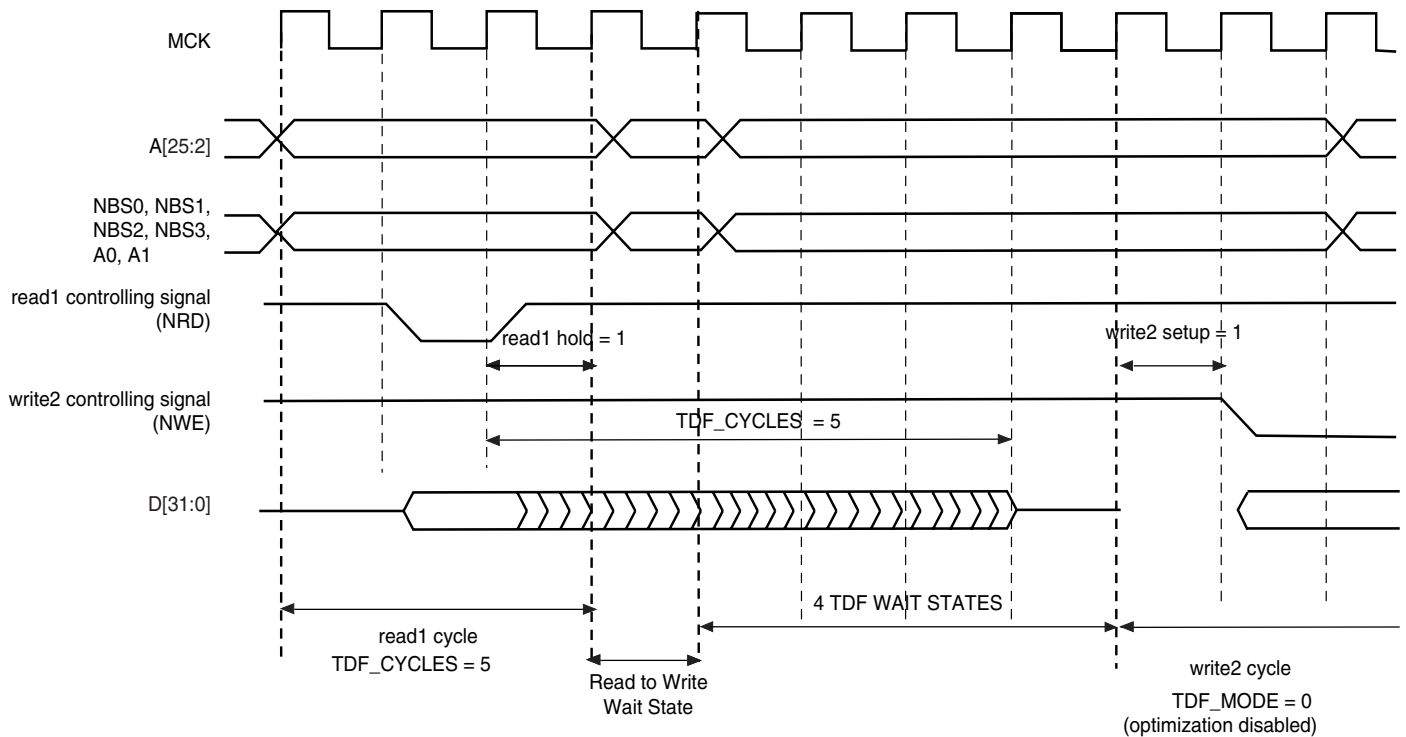 MCK
A[25:2]
NBS0, NBS1,
NBS2, NBS3,
A0, A1
read1 controlling signal
(NRD)
read1 hold = 1
write2 setup = 1
write2 controlling signal
(NWE)
TDF_CYCLES = 5
D[31:0]
4 TDF WAIT STATES
read1 cycle
TDF_CYCLES = 5
Read to Write
Wait State
write2 cycle
TDF_MODE = 0
(optimization disabled)